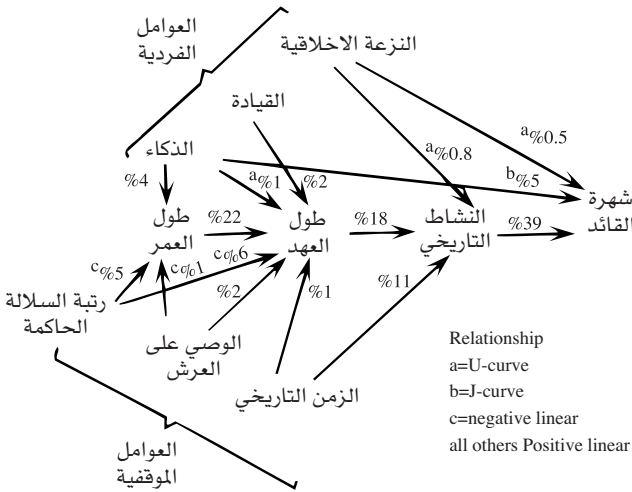 العوامل
الفردية
النزعة الاخلاقية
القيادة
الذكاء
a%0.5
a%0.8
b%5
%4
a%1
%2
شهرة
القائد
طول
العمر
%22
طول
العهد
%18
النشاط
التاريخي
%39
c%5
c%1
c%6
%2
%1
%11
رتبة السلالة
الحاكمة
الوصي على
العرش
الزمن التاريخي
العوامل
الموقفية
Relationship
a=U-curve
b=J-curve
c=negative linear
all others Positive linear